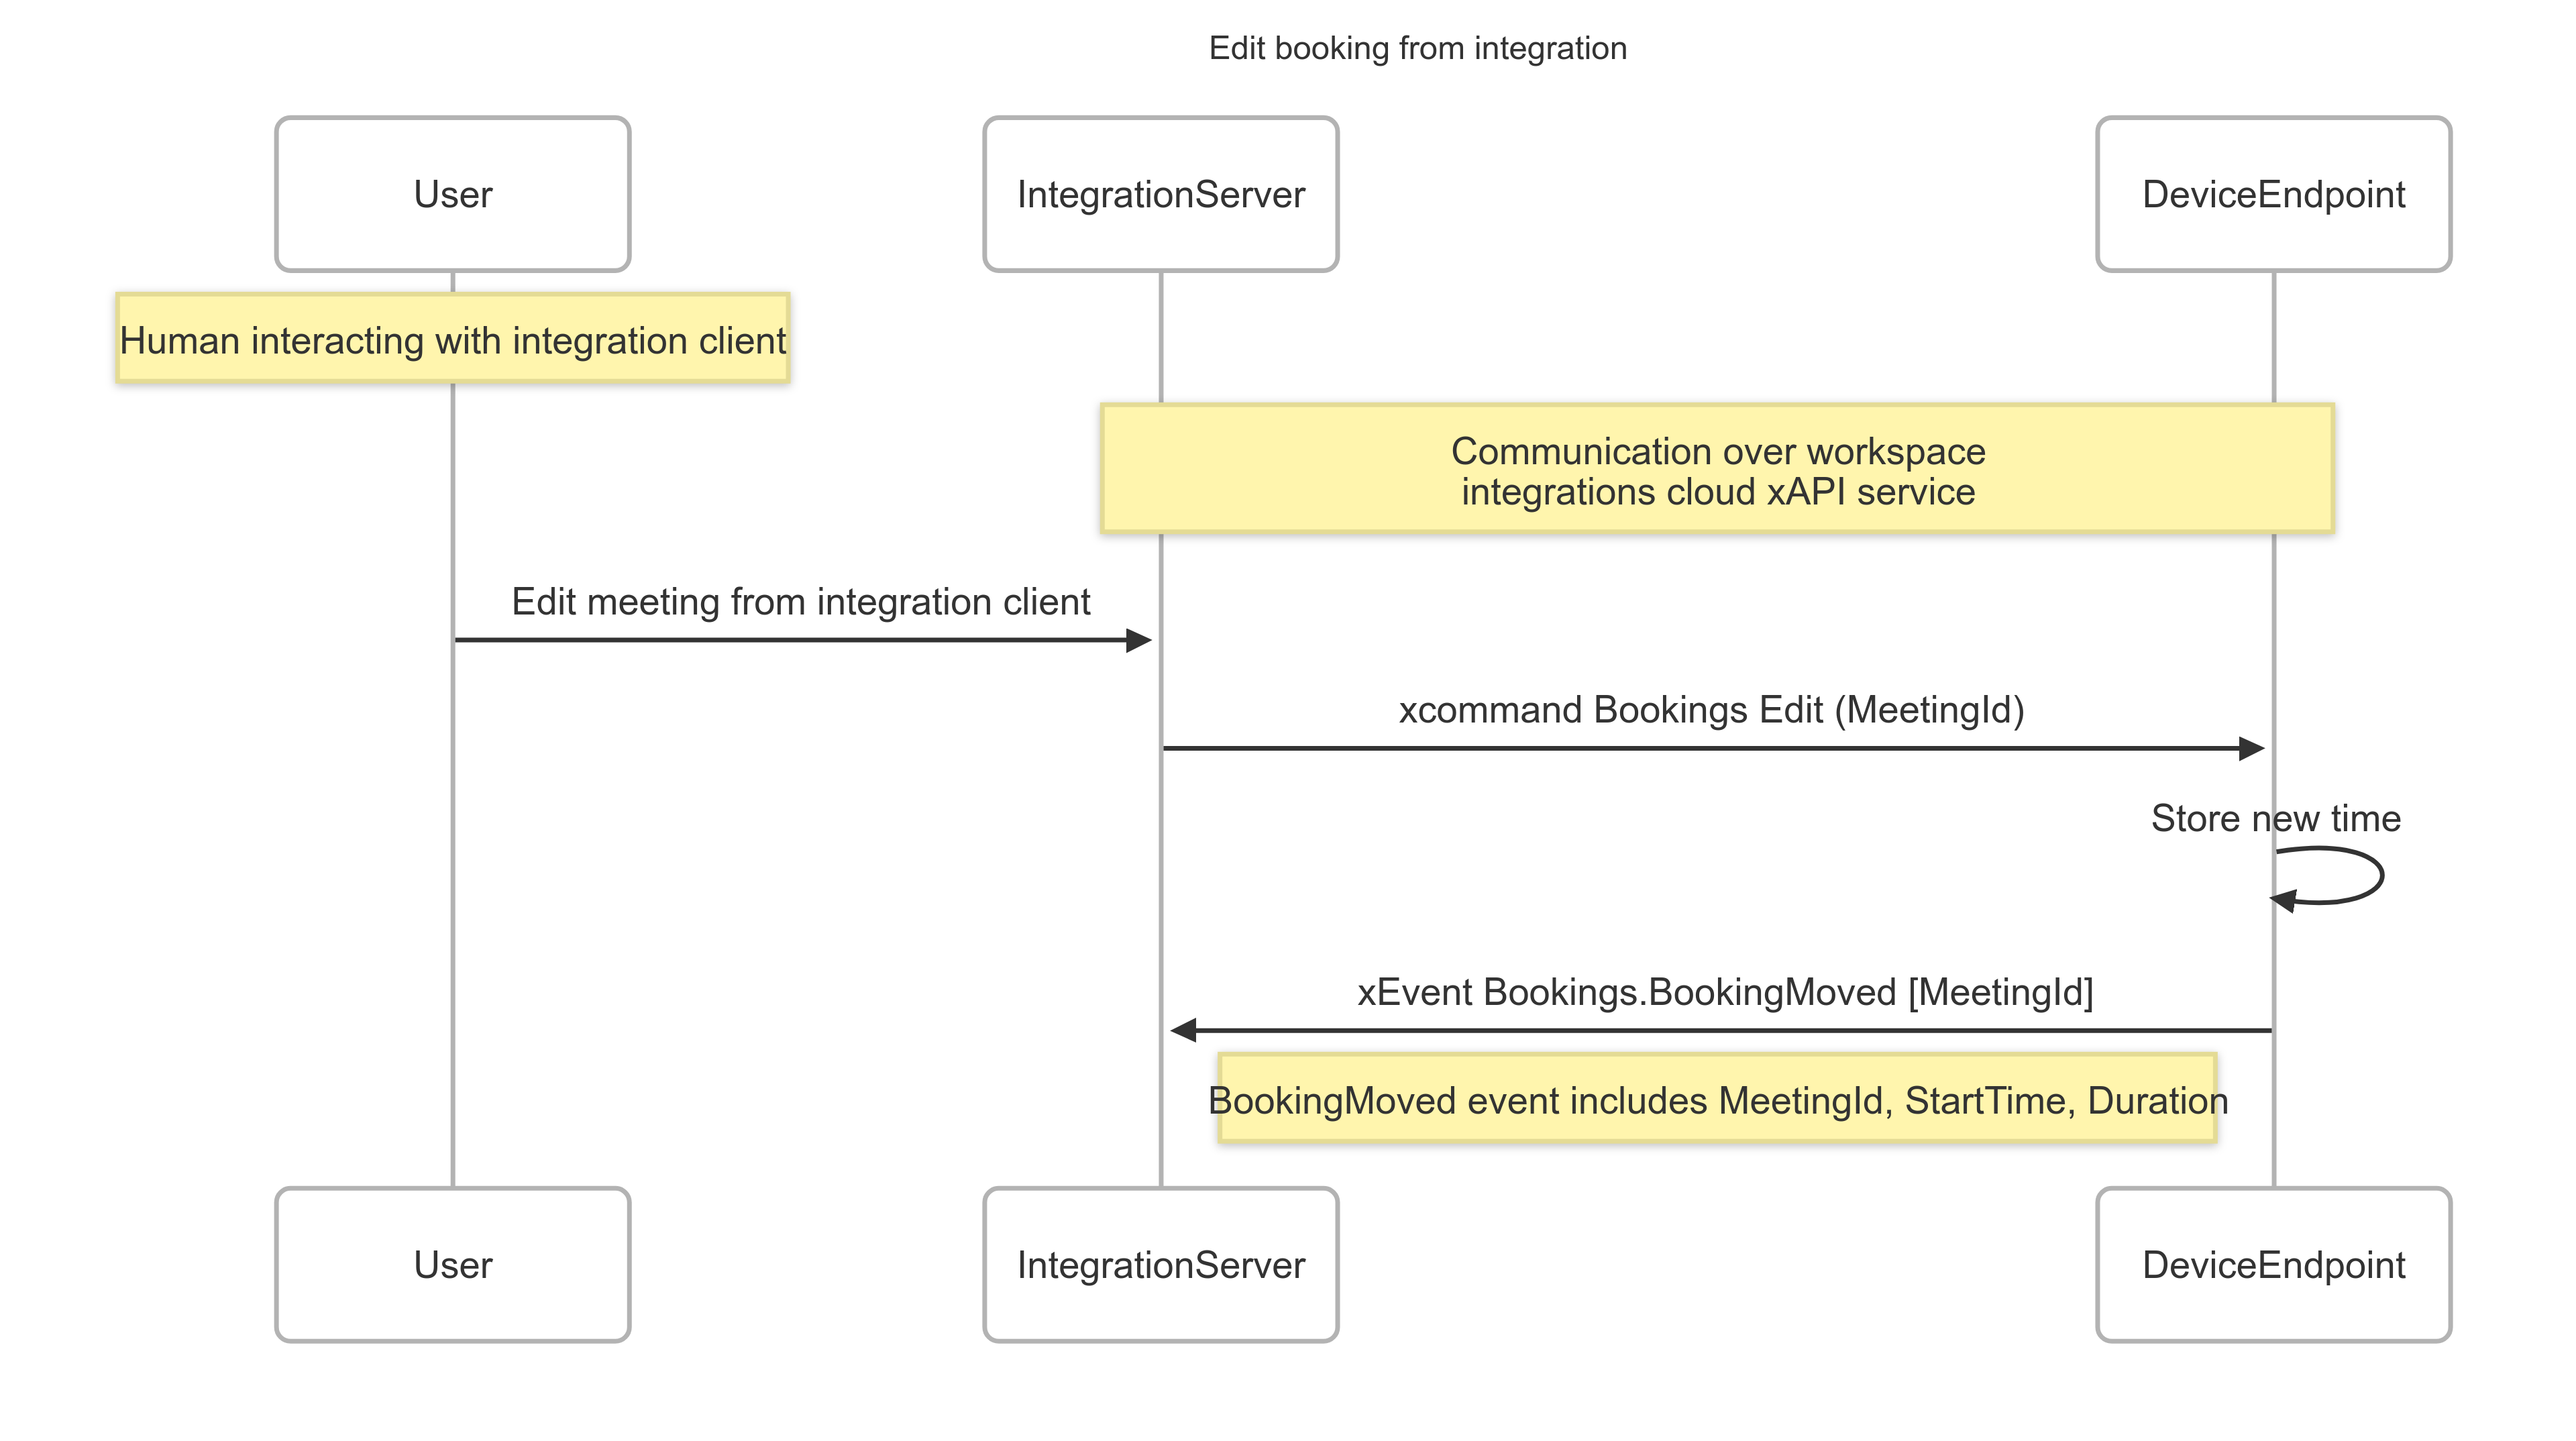 Edit booking from integration
User
IntegrationServer
DeviceEndpoint
Human interacting with integration client
Communication over workspace
integrations cloud xAPI service
Edit meeting from integration client
xcommand Bookings Edit (MeetingId)
Store new time
xEvent Bookings.BookingMoved [MeetingId]
BookingMoved event includes MeetingId, StartTime, Duration
User
IntegrationServer
DeviceEndpoint